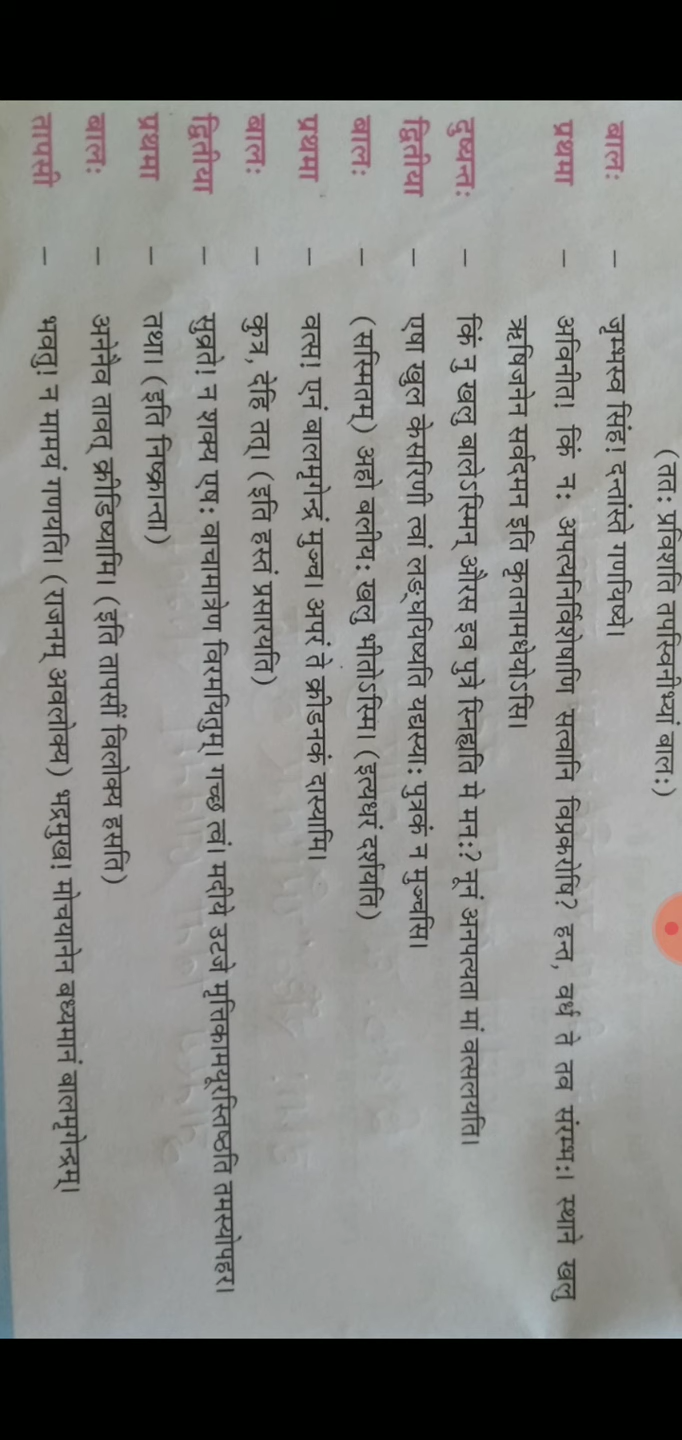 (ततः प्रविशति तपस्विनीभ्यां बालः)
बालः – जृम्भस्व सिंह! दन्तांस्ते गणयिष्ये।
प्रथमा – अविनीत! किं नः अपत्यनिर्विशेषाणि सत्वानि विप्रकरोषि? हन्त, वर्धते तव संरम्भः। स्थाने खलु
ऋषिजनेन सर्वदमन इति कृतनामधेयोऽसि।
दुष्यन्तः – किं नु खलु बालेऽस्मिन् औरस इव पुत्रे स्निह्यति मे मनः? नूनं अनपत्यता मां वत्सलयति।
द्वितीया – एषा खुल केसरिणी त्वां लङ्घयिष्यति यद्यस्याः पुत्रकं न मुञ्चसि।
बालः – (सस्मितम्) अहो बलीयः खलु भीतोऽस्मि। (इत्यधरं दर्शयति)
प्रथमा – वत्स! एनं बालमृगेन्द्रं मुञ्च। अपरं ते क्रीडनकं दास्यामि।
बालः – कुत्र, देहि तत्। (इति हस्तं प्रसारयति)
द्वितीया – सुव्रते! न शक्य एषः वाचामात्रेण विरमयितुम्। गच्छ त्वं। मदीये उटजे मृत्तिकामयूरस्तिष्ठति तमस्योपहर।
प्रथमा – तथा। (इति निष्क्रान्ता)
बालः – अनेनैव तावत् क्रीडिष्यामि। (इति तापसीं विलोक्य हसति)
तापसी – भवतु! न मामयं गणयति। (राजनम् अवलोक्य) भद्रमुख! मोचयानेन बध्यमानं बालमृगेन्द्रम्।